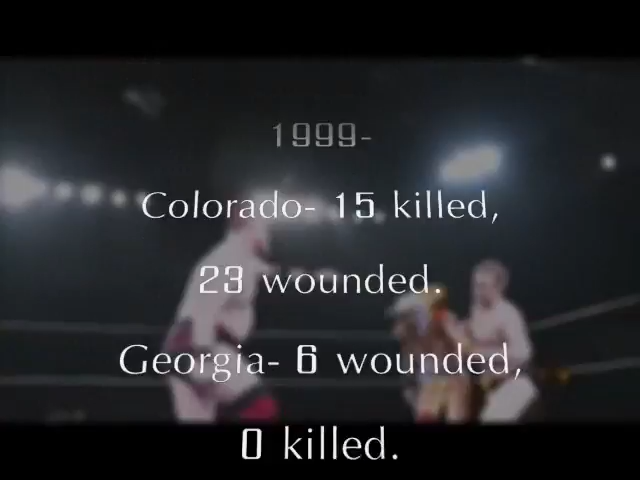 1999-
Colorado- 15 killed,
23 wounded.
Georgia- 6 wounded,
0 killed.